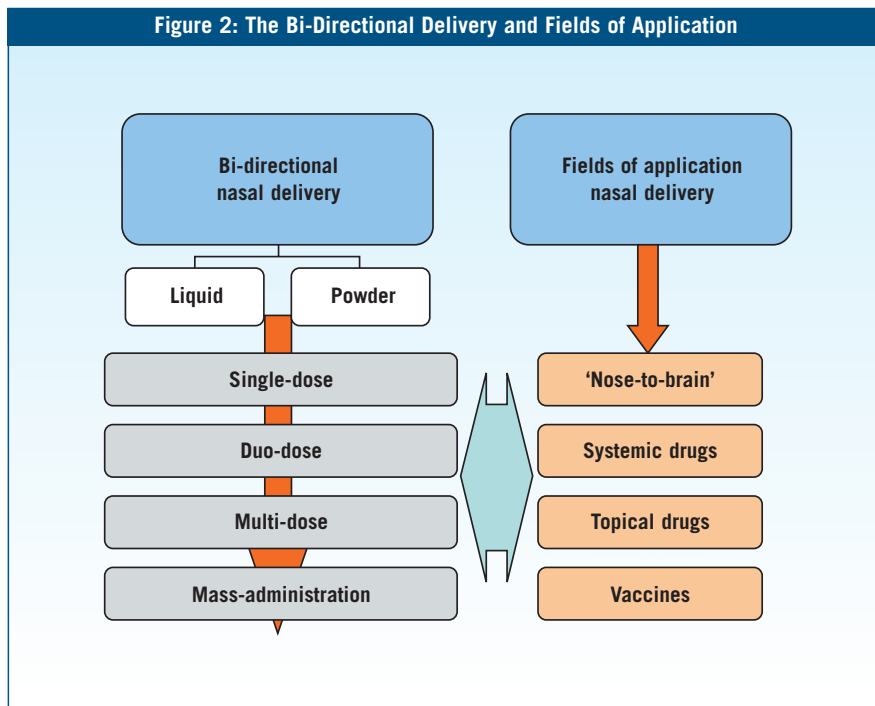 Figure 2: The Bi-Directional Delivery and Fields of Application
Bi-directional
nasal delivery
Liquid
Powder
Single-dose
Duo-dose
Multi-dose
Mass-administration
Fields of application
nasal delivery
‘Nose-to-brain’
Systemic drugs
Topical drugs
Vaccines